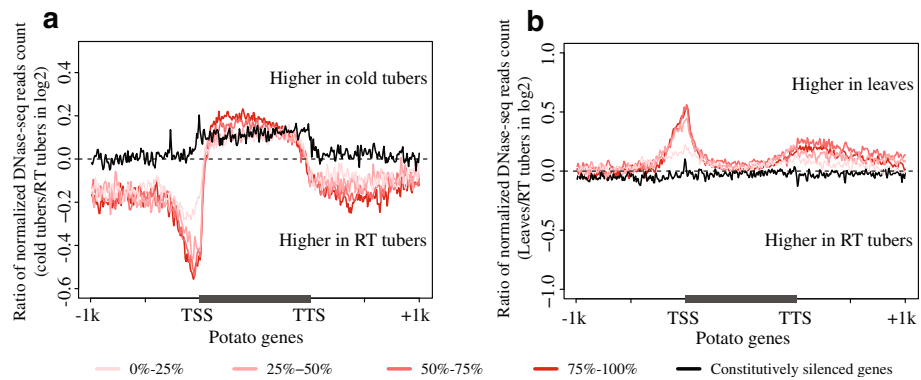 a
Ratio of normalized DNase-seq reads count
(cold tubers/RT tubers in log2)
0.4
0.2
0.0
-0.2
-0.4
-0.6
Higher in cold tubers
Higher in RT tubers
-1k
TSS
TTS
+1k
Potato genes
b
Ratio of normalized DNase-seq reads count
(Leaves/RT tubers in log2)
1.0
0.5
0.0
-0.5
-1.0
Higher in leaves
Higher in RT tubers
-1k
TSS
TTS
+1k
Potato genes
0%-25%
25%−50%
50%-75%
75%-100%
Constitutively silenced genes